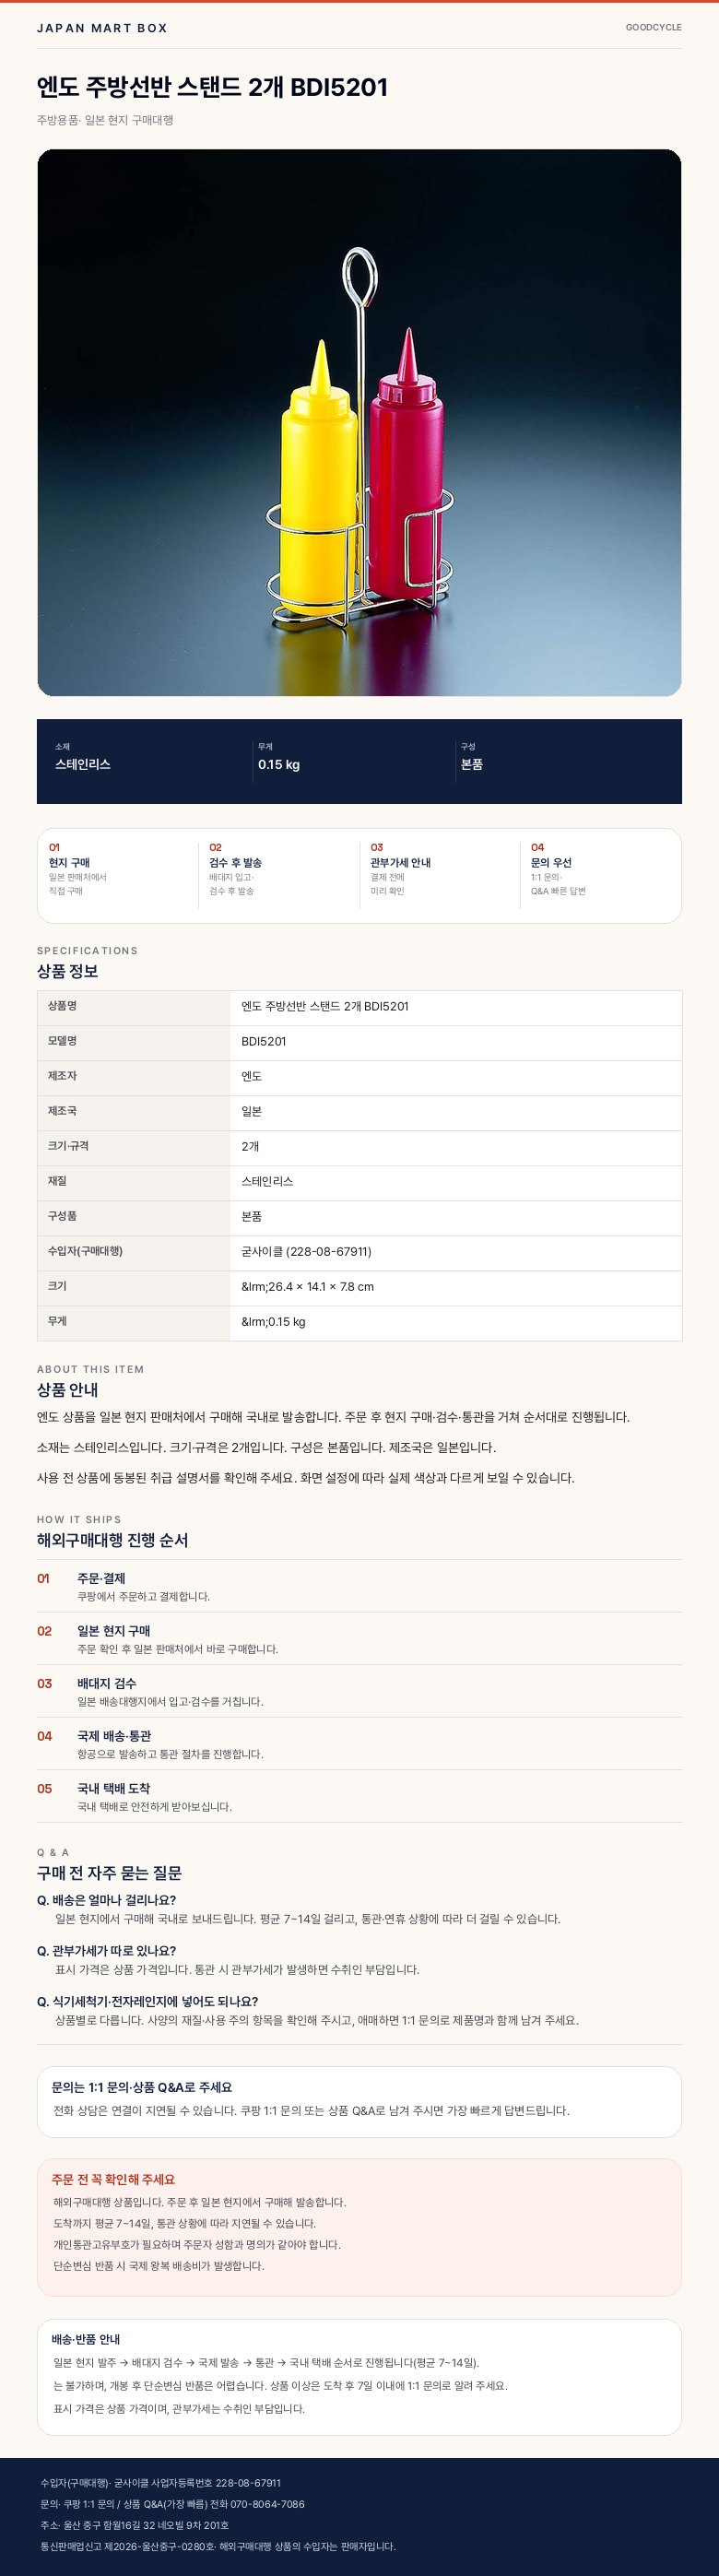 JAPAN MART BOX
GOODCYCLE
엔도 주방선반 스탠드 2개 BDI5201
주방용품· 일본 현지 구매대행
소재
스테인리스
무게
0.15 kg
구성
본품
01
현지 구매
일본 판매처에서
직접 구매
02
검수 후 발송
배대지 입고·
검수 후 발송
03
관부가세 안내
결제 전에
미리 확인
04
문의 우선
1:1 문의·
Q&A 빠른 답변
SPECIFICATIONS
상품 정보
상품명
엔도 주방선반 스탠드 2개 BDI5201
모델명
BDI5201
제조자
엔도
제조국
일본
크기·규격
2개
재질
스테인리스
구성품
본품
수입자(구매대행)
굳사이클 (228-08-67911)
크기
&lrm;26.4 × 14.1 × 7.8 cm
무게
&lrm;0.15 kg
ABOUT THIS ITEM
상품 안내
엔도 상품을 일본 현지 판매처에서 구매해 국내로 발송합니다. 주문 후 현지 구매·검수·통관을 거쳐 순서대로 진행됩니다.
소재는 스테인리스입니다. 크기·규격은 2개입니다. 구성은 본품입니다. 제조국은 일본입니다.
사용 전 상품에 동봉된 취급 설명서를 확인해 주세요. 화면 설정에 따라 실제 색상과 다르게 보일 수 있습니다.
HOW IT SHIPS
해외구매대행 진행 순서
01
주문·결제
쿠팡에서 주문하고 결제합니다.
02
일본 현지 구매
주문 확인 후 일본 판매처에서 바로 구매합니다.
03
배대지 검수
일본 배송대행지에서 입고·검수를 거칩니다.
04
국제 배송·통관
항공으로 발송하고 통관 절차를 진행합니다.
05
국내 택배 도착
국내 택배로 안전하게 받아보십니다.
Q & A
구매 전 자주 묻는 질문
Q. 배송은 얼마나 걸리나요?
일본 현지에서 구매해 국내로 보내드립니다. 평균 7~14일 걸리고, 통관·연휴 상황에 따라 더 걸릴 수 있습니다.
Q. 관부가세가 따로 있나요?
표시 가격은 상품 가격입니다. 통관 시 관부가세가 발생하면 수취인 부담입니다.
Q. 식기세척기·전자레인지에 넣어도 되나요?
상품별로 다릅니다. 사양의 재질·사용 주의 항목을 확인해 주시고, 애매하면 1:1 문의로 제품명과 함께 남겨 주세요.
문의는 1:1 문의·상품 Q&A로 주세요
전화 상담은 연결이 지연될 수 있습니다. 쿠팡 1:1 문의 또는 상품 Q&A로 남겨 주시면 가장 빠르게 답변드립니다.
주문 전 꼭 확인해 주세요
해외구매대행 상품입니다. 주문 후 일본 현지에서 구매해 발송합니다.
도착까지 평균 7~14일, 통관 상황에 따라 지연될 수 있습니다.
개인통관고유부호가 필요하며 주문자 성함과 명의가 같아야 합니다.
단순변심 반품 시 국제 왕복 배송비가 발생합니다.
배송·반품 안내
일본 현지 발주 → 배대지 검수 → 국제 발송 → 통관 → 국내 택배 순서로 진행됩니다(평균 7~14일).
는 불가하며, 개봉 후 단순변심 반품은 어렵습니다. 상품 이상은 도착 후 7일 이내에 1:1 문의로 알려 주세요.
표시 가격은 상품 가격이며, 관부가세는 수취인 부담입니다.
수입자(구매대행)· 굳사이클 사업자등록번호 228-08-67911
문의· 쿠팡 1:1 문의 / 상품 Q&A(가장 빠름) 전화 070-8064-7086
주소· 울산 중구 함월16길 32 네오빌 9차 201호
통신판매업신고 제2026-울산중구-0280호· 해외구매대행 상품의 수입자는 판매자입니다.